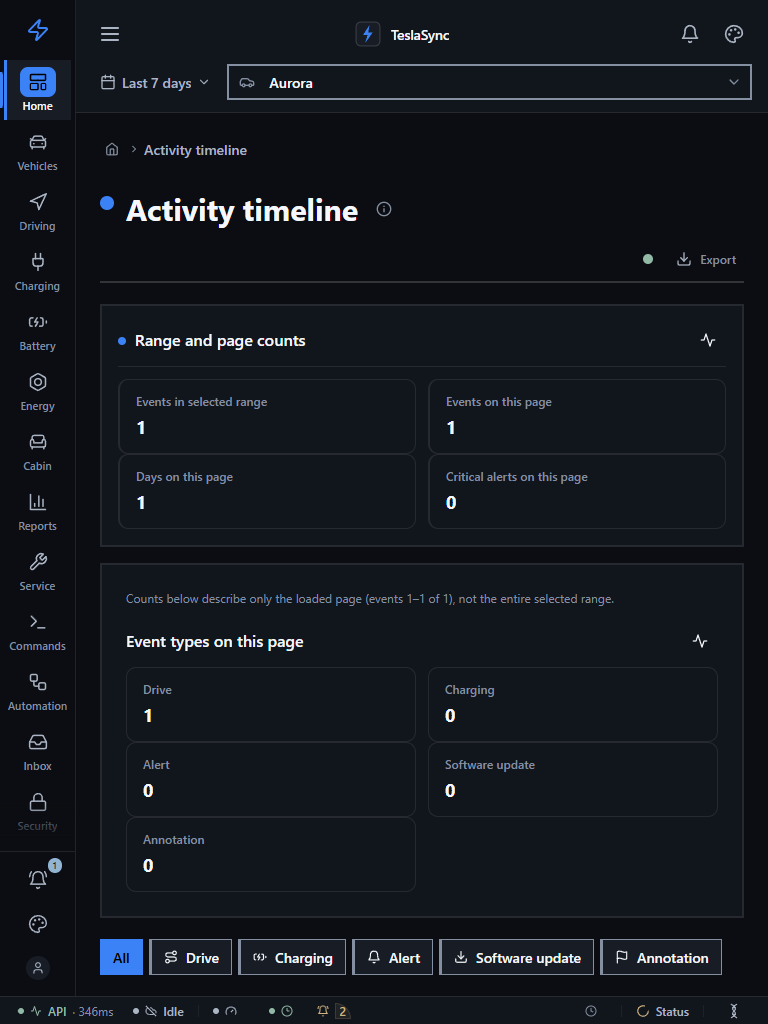 TeslaSync
Last 7 days
Aurora
Home
Vehicles
Driving
Charging
Battery
Energy
Cabin
Reports
Service
Commands
Automation
Inbox
Security
1
Activity timeline
Activity timeline
Export
Range and page counts
Events in selected range
1
Events on this page
1
Days on this page
1
Critical alerts on this page
0
Counts below describe only the loaded page (events 1–1 of 1), not the entire selected range.
Event types on this page
Drive
1
Charging
0
Alert
0
Software update
0
Annotation
0
All
Drive
Charging
Alert
Software update
Annotation
API · 346ms
Idle
2
Status